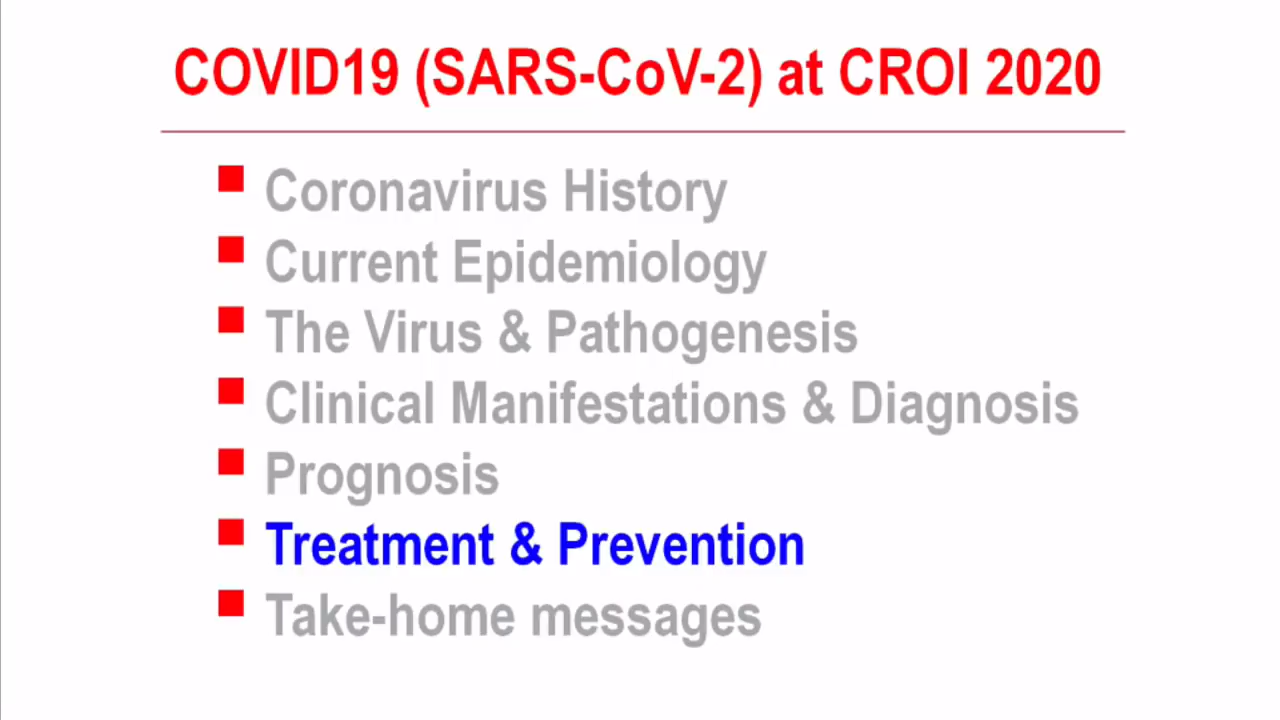 COVID19 (SARS-CoV-2) at CROI 2020
Coronavirus History
Current Epidemiology
The Virus & Pathogenesis
Clinical Manifestations & Diagnosis
Prognosis
Treatment & Prevention
Take-home messages